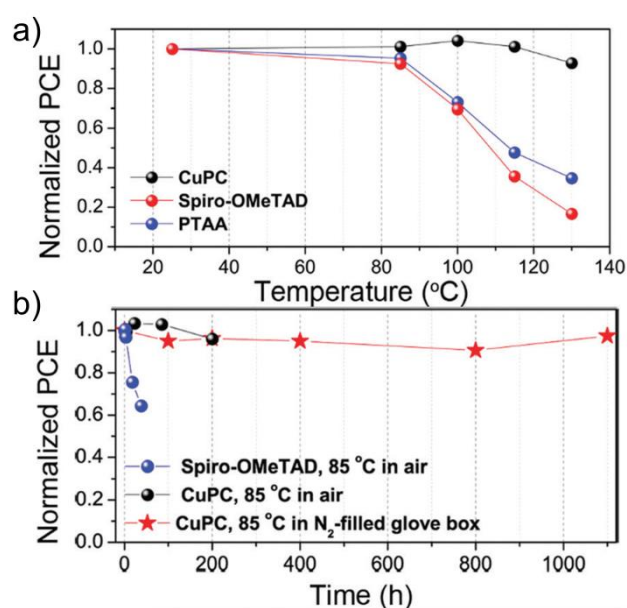 a)
Normalized PCE
1.0
0.8
0.6
0.4
0.2
0.0
CuPC
Spiro-OMeTAD
PTAA
20 40 60 80 100 120 140
Temperature (°C)
b)
Normalized PCE
1.0
0.8
0.6
0.4
0.2
0.0
Spiro-OMeTAD, 85 °C in air
CuPC, 85 °C in air
CuPC, 85 °C in N₂-filled glove box
0 200 400 600 800 1000
Time (h)